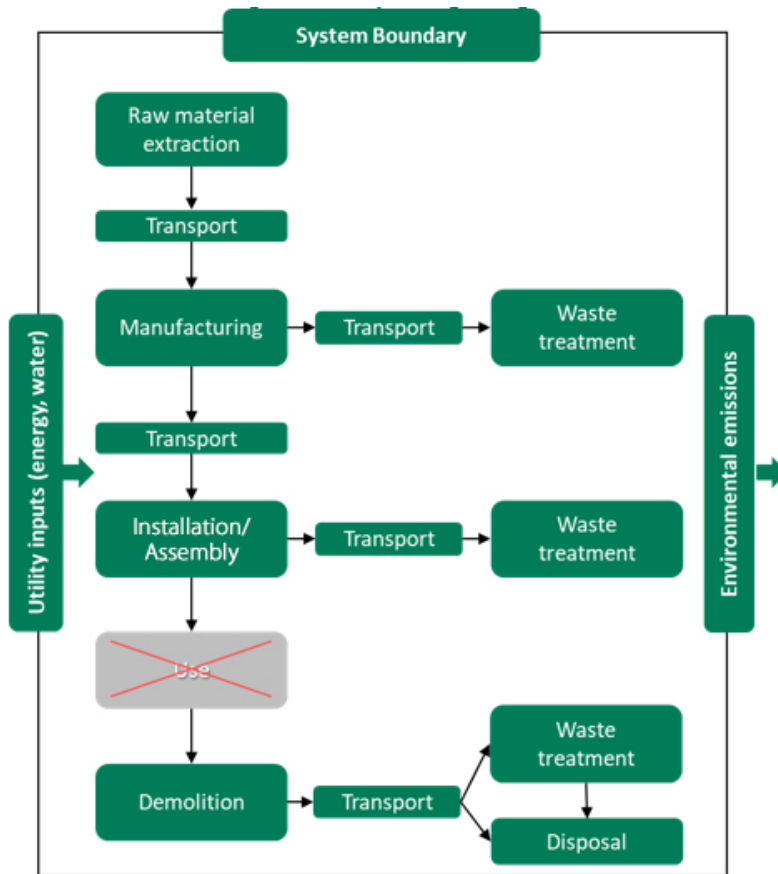 System Boundary
Raw material
extraction
Transport
Manufacturing
Transport
Waste
treatment
Transport
Installation/
Assembly
Transport
Waste
treatment
Use
Demolition
Transport
Waste
treatment
Disposal
Utility inputs (energy, water)
Environmental emissions